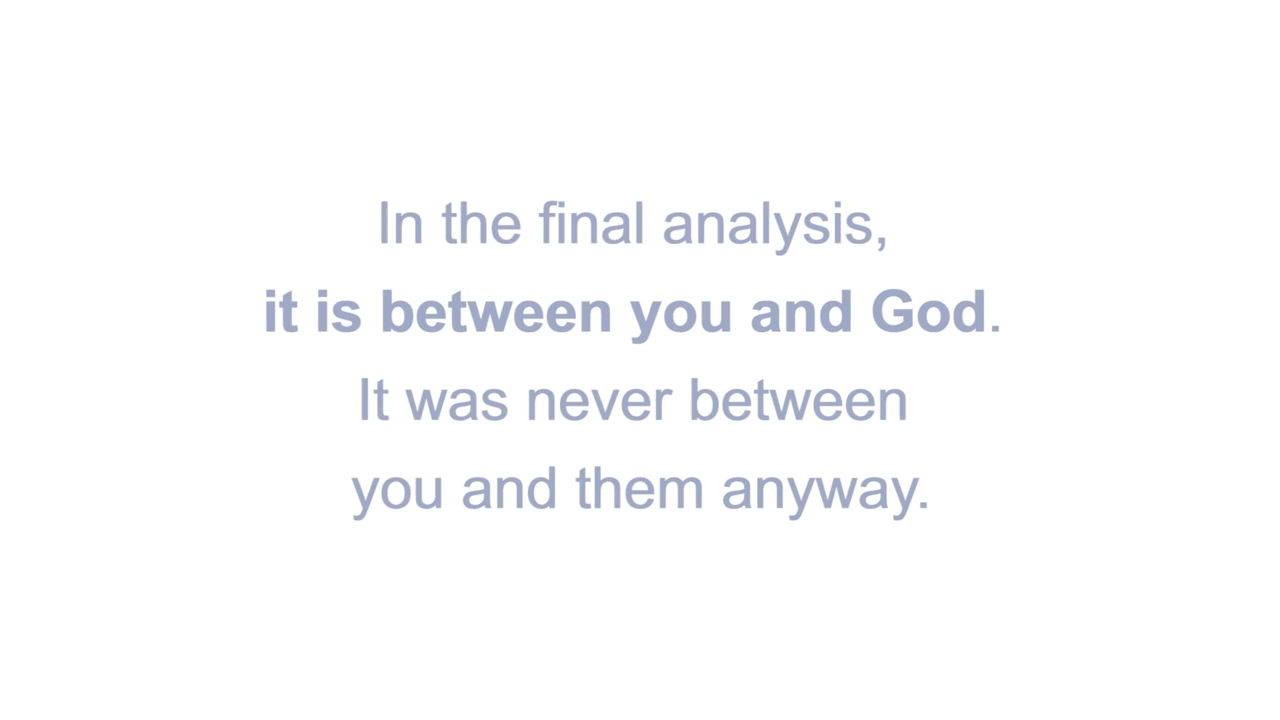 In the final analysis,
it is between you and God.
It was never between
you and them anyway.